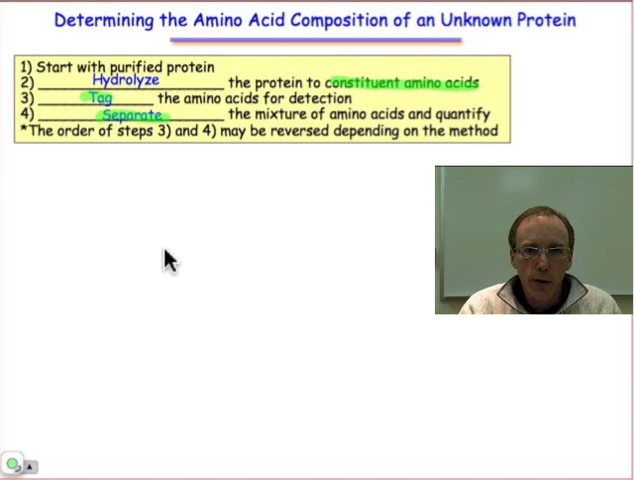 Determining the Amino Acid Composition of an Unknown Protein
1) Start with purified protein
2) Hydrolyze the protein to constituent amino acids
3) Tag the amino acids for detection
4) Separate the mixture of amino acids and quantify
*The order of steps 3) and 4) may be reversed depending on the method